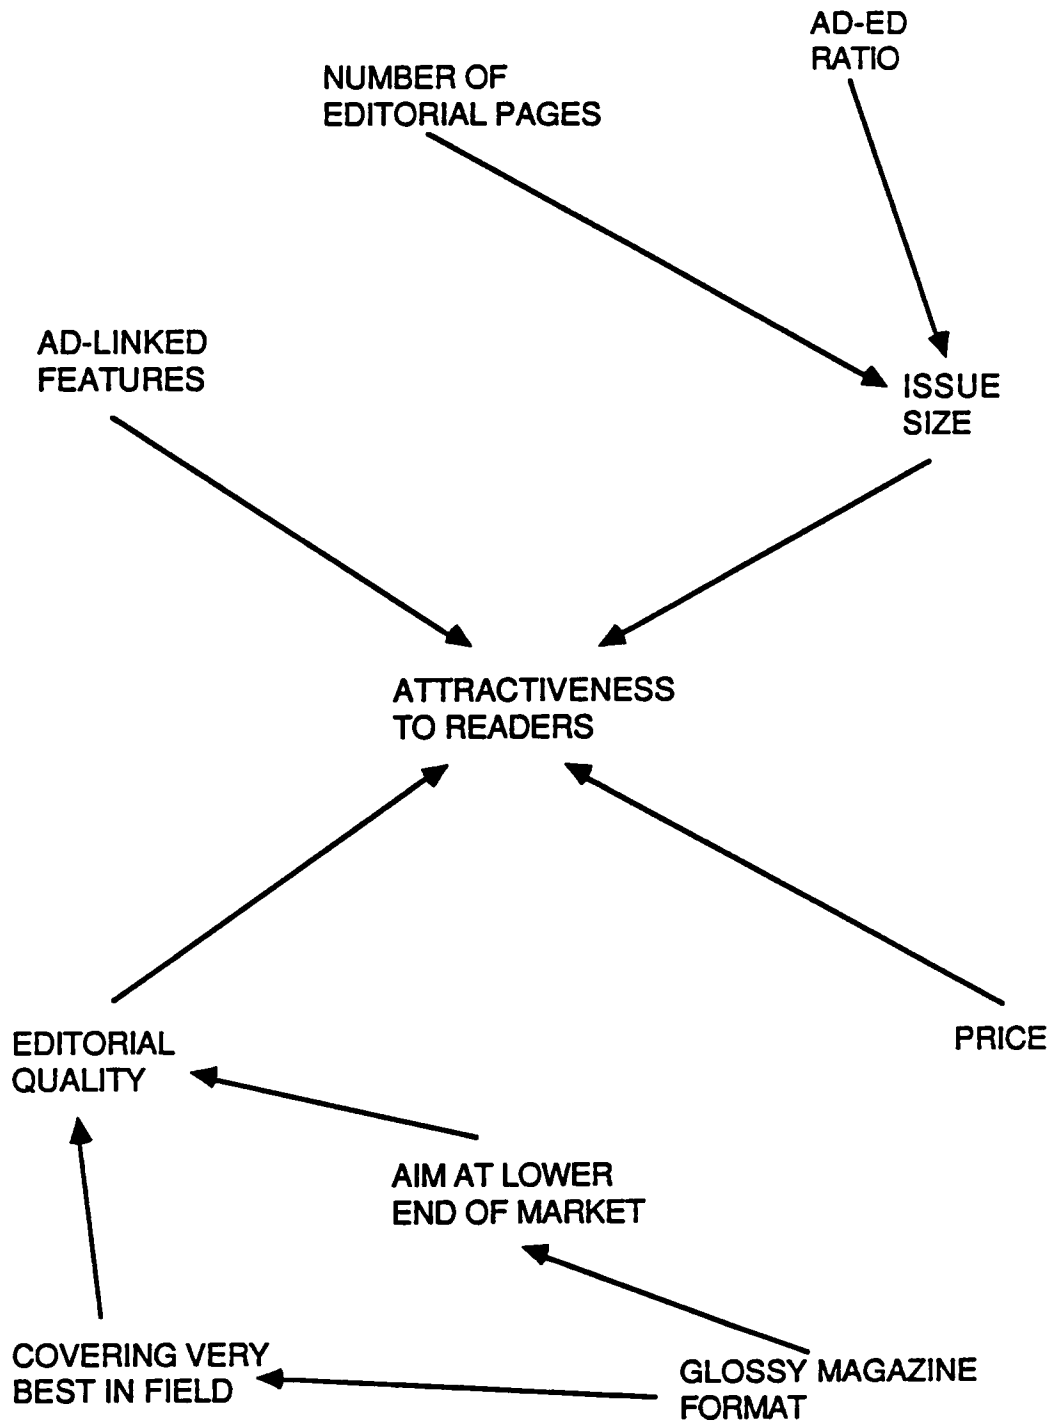 AD-ED
RATIO
NUMBER OF
EDITORIAL PAGES
AD-LINKED
FEATURES
ISSUE
SIZE
ATTRACTIVENESS
TO READERS
EDITORIAL
QUALITY
PRICE
AIM AT LOWER
END OF MARKET
COVERING VERY
BEST IN FIELD
GLOSSY MAGAZINE
FORMAT